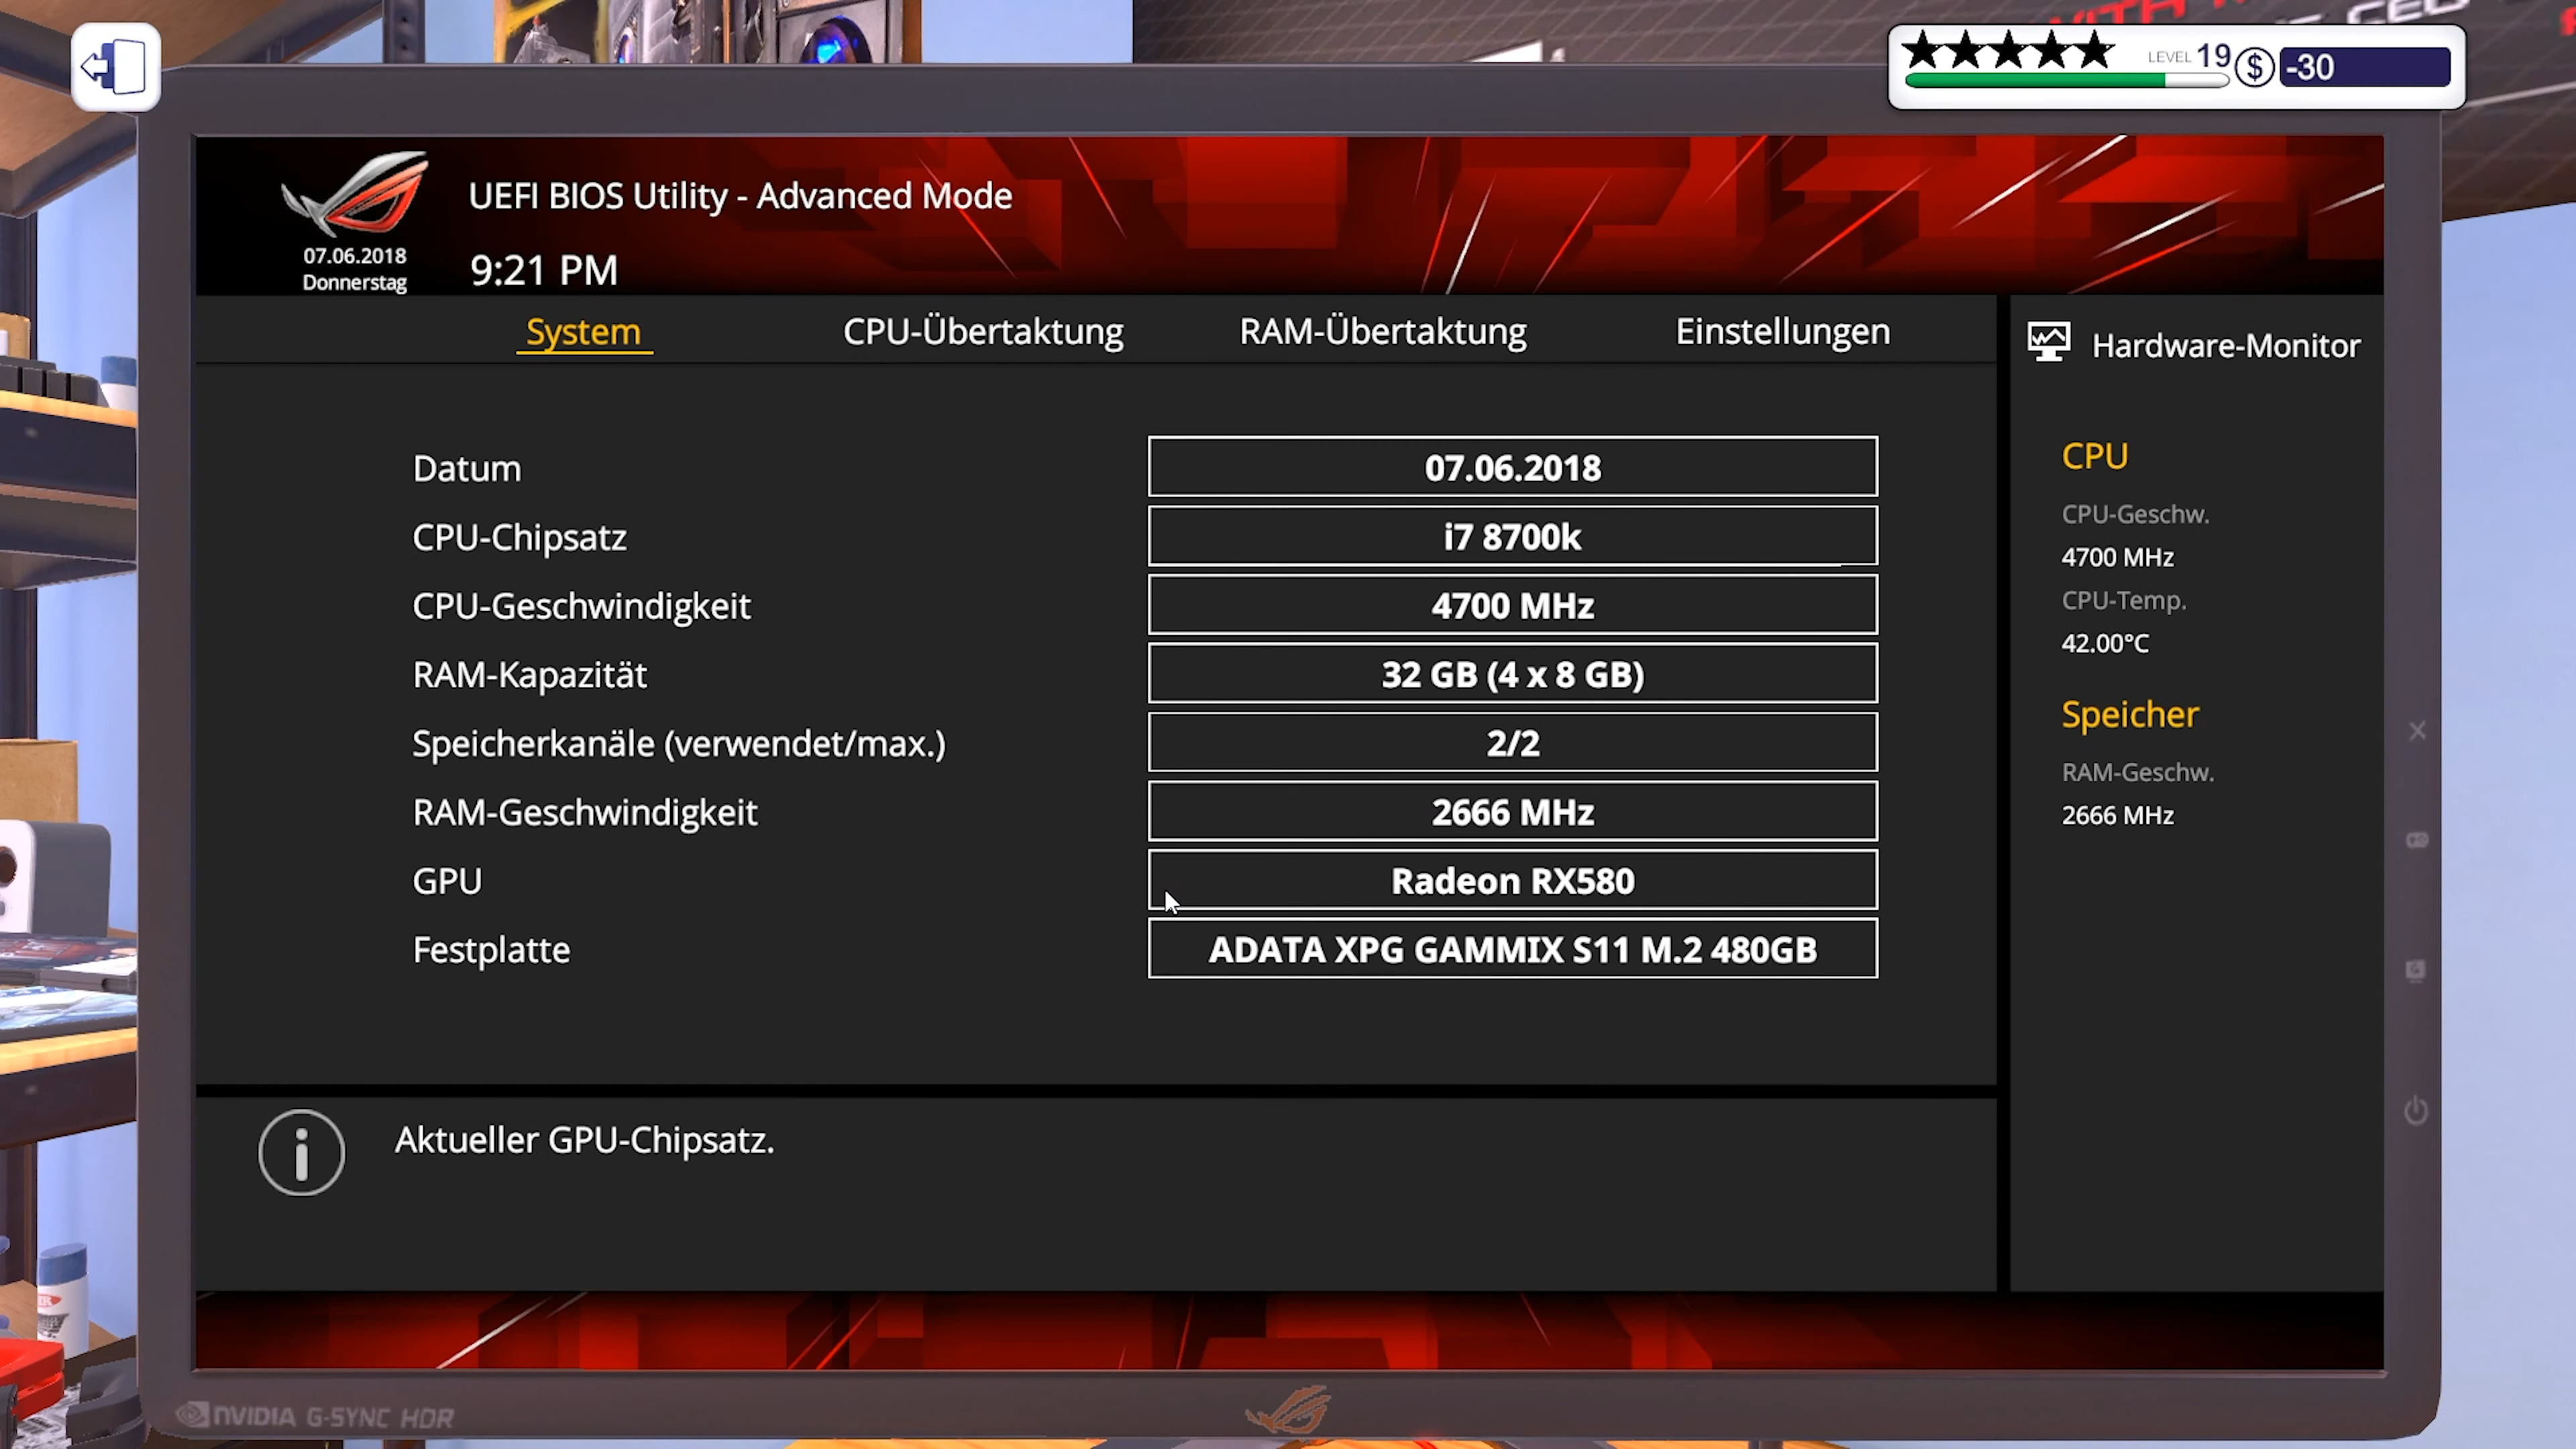 LEVEL 19 $ -30
UEFI BIOS Utility - Advanced Mode
07.06.2018
Donnerstag
9:21 PM
System CPU-Übertaktung RAM-Übertaktung Einstellungen
Datum 07.06.2018
CPU-Chipsatz i7 8700k
CPU-Geschwindigkeit 4700 MHz
RAM-Kapazität 32 GB (4 x 8 GB)
Speicherkanäle (verwendet/max.) 2/2
RAM-Geschwindigkeit 2666 MHz
GPU Radeon RX580
Festplatte ADATA XPG GAMMIX S11 M.2 480GB
Aktueller GPU-Chipsatz.
Hardware-Monitor
CPU
CPU-Geschw.
4700 MHz
CPU-Temp.
42.00°C
Speicher
RAM-Geschw.
2666 MHz
NVIDIA G-SYNC HDR